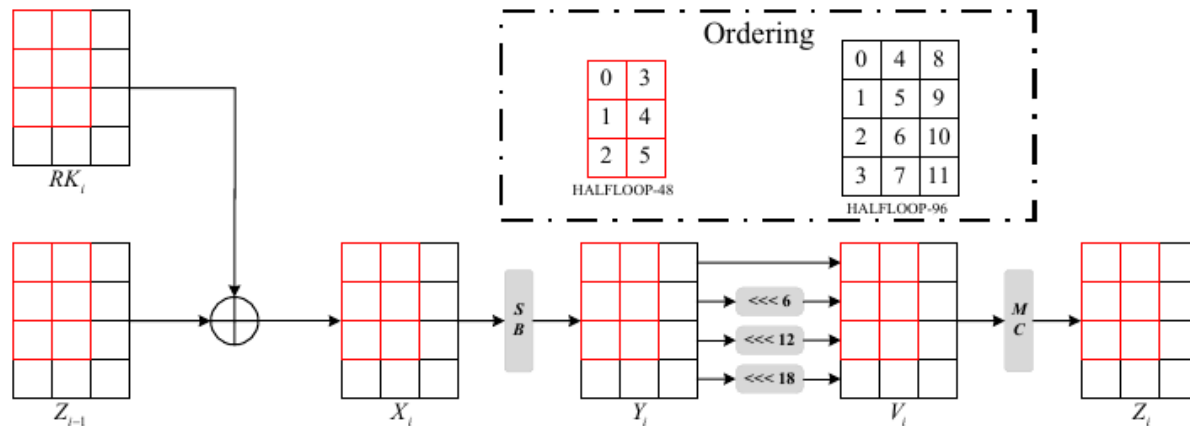 Ordering
0 3
1 4
2 5
HALFLOOP-48
0 4 8
1 5 9
2 6 10
3 7 11
HALFLOOP-96
RK_i
S
B
<<< 6
<<< 12
<<< 18
M
C
Z_{i-1}
X_i
Y_i
V_i
Z_i